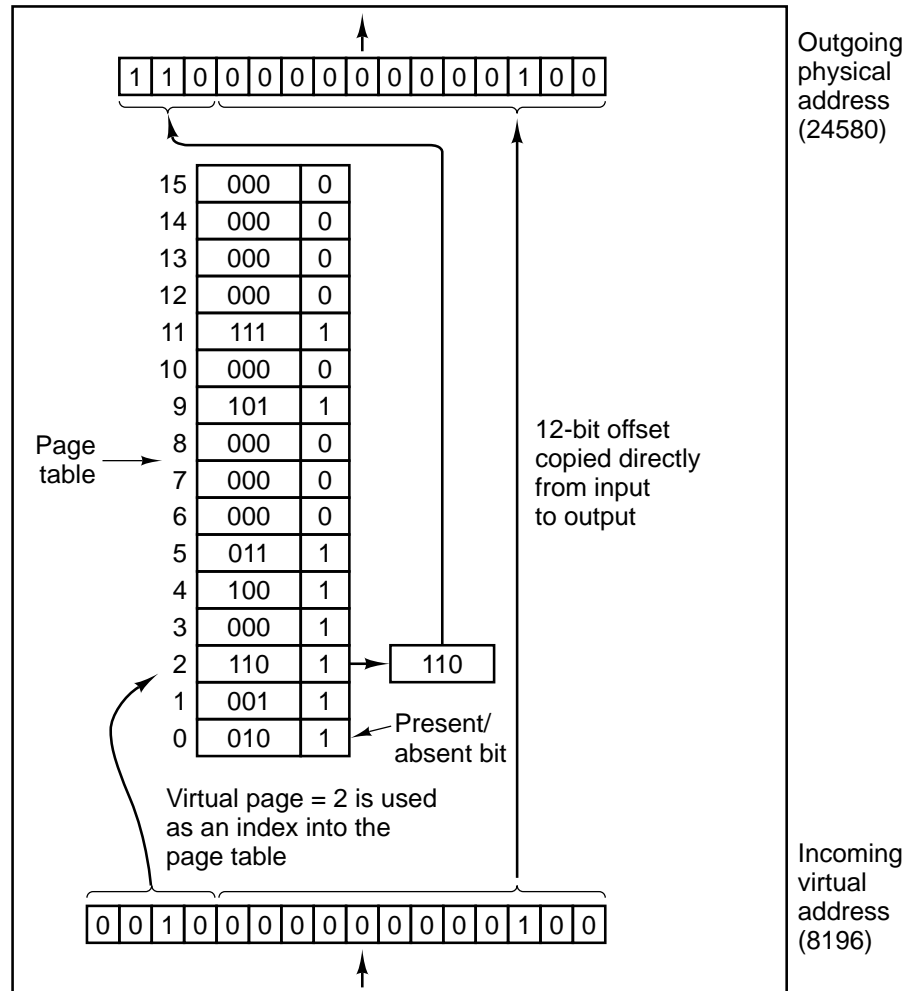 1 1 0 0 0 0 0 0 0 0 0 0 1 0 0
Outgoing
physical
address
(24580)
15 000 0
14 000 0
13 000 0
12 000 0
11 111 1
10 000 0
9 101 1
8 000 0
7 000 0
6 000 0
5 011 1
4 100 1
3 000 1
2 110 1
1 001 1
0 010 1
Page
table
110
12-bit offset
copied directly
from input
to output
Present/
absent bit
Virtual page = 2 is used
as an index into the
page table
0 0 1 0 0 0 0 0 0 0 0 0 0 1 0 0
Incoming
virtual
address
(8196)